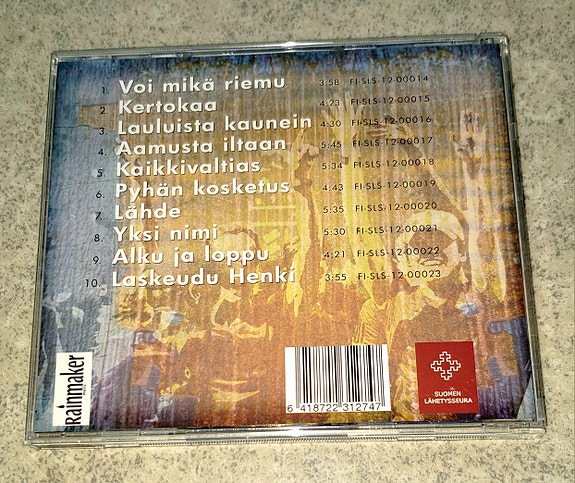 1. Voi mikä riemu 3:58 FI-SLS-12-00014
2. Kertokaa 4:23 FI-SLS-12-00015
3. Lauluista kaunein 4:30 FI-SLS-12-00016
4. Aamusta iltaan 5:45 FI-SLS-12-00017
5. Kaikkivaltias 5:34 FI-SLS-12-00018
6. Pyhän kosketus 4:43 FI-SLS-12-00019
7. Lähde 5:35 FI-SLS-12-00020
8. Yksi nimi 5:30 FI-SLS-12-00021
9. Alku ja loppu 4:21 FI-SLS-12-00022
10. Laskeudu Henki 3:55 FI-SLS-12-00023
Rainmaker
6 418722 312747
SUOMEN
LÄHETYSSEURA